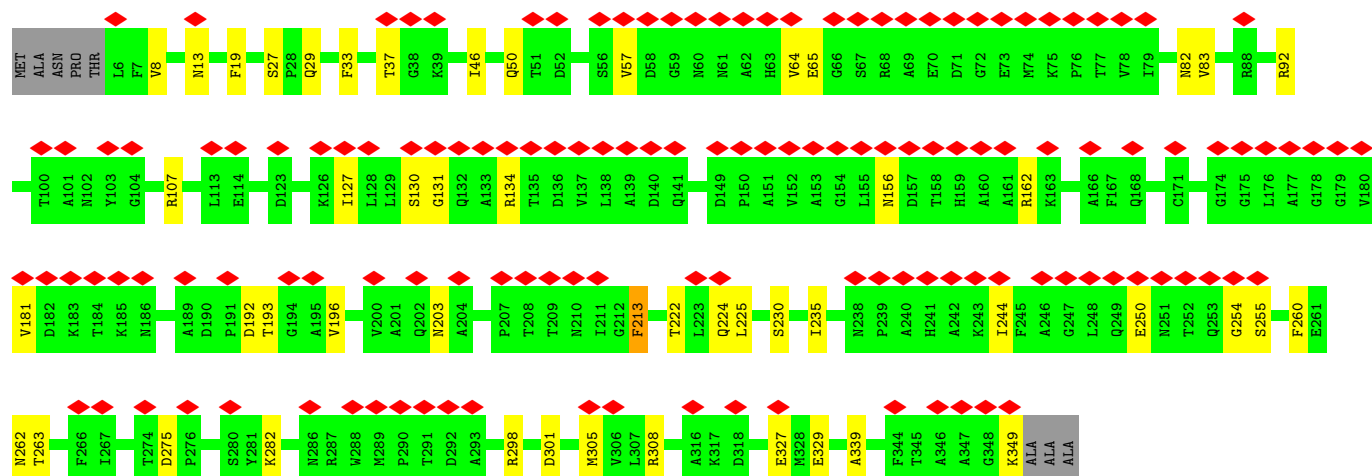 MET ALA ASN PRO THR L6 F7 V8 N13 F19 S27 P28 Q29 F33 T37 G38 K39 I46 Q50 T51 D52 S56 V57 D58 G59 N60 N61 A62 H63 V64 E65 G66 S67 R68 A69 E70 D71 G72 E73 M74 K75 P76 T77 V78 I79 N82 V83 R88 R92
T100 A101 N102 Y103 G104 R107 L113 E114 D123 K126 I127 L128 L129 S130 G131 Q132 A133 R134 T135 D136 V137 L138 A139 D140 Q141 D149 P150 A151 V152 A153 G154 L155 N156 D157 T158 H159 A160 A161 R162 K163 A166 F167 Q168 C171 G174 G175 L176 A177 G178 G179 V180
V181 D182 K183 T184 K185 N186 A189 D190 P191 D192 T193 G194 A195 V196 V200 A201 Q202 N203 A204 P207 T208 T209 N210 I211 G212 F213 T222 L223 Q224 L225 S230 I235 N238 P239 A240 H241 A242 K243 I244 F245 A246 G247 L248 Q249 E250 N251 T252 Q253 G254 S255 F260 E261
N262 T263 F266 I267 T274 D275 P276 S280 Y281 K282 N286 R287 W288 M289 P290 T291 D292 A293 R298 D301 M305 V306 L307 R308 A316 K317 D318 E327 M328 E329 A339 F344 T345 A346 A347 G348 K349 ALA ALA ALA